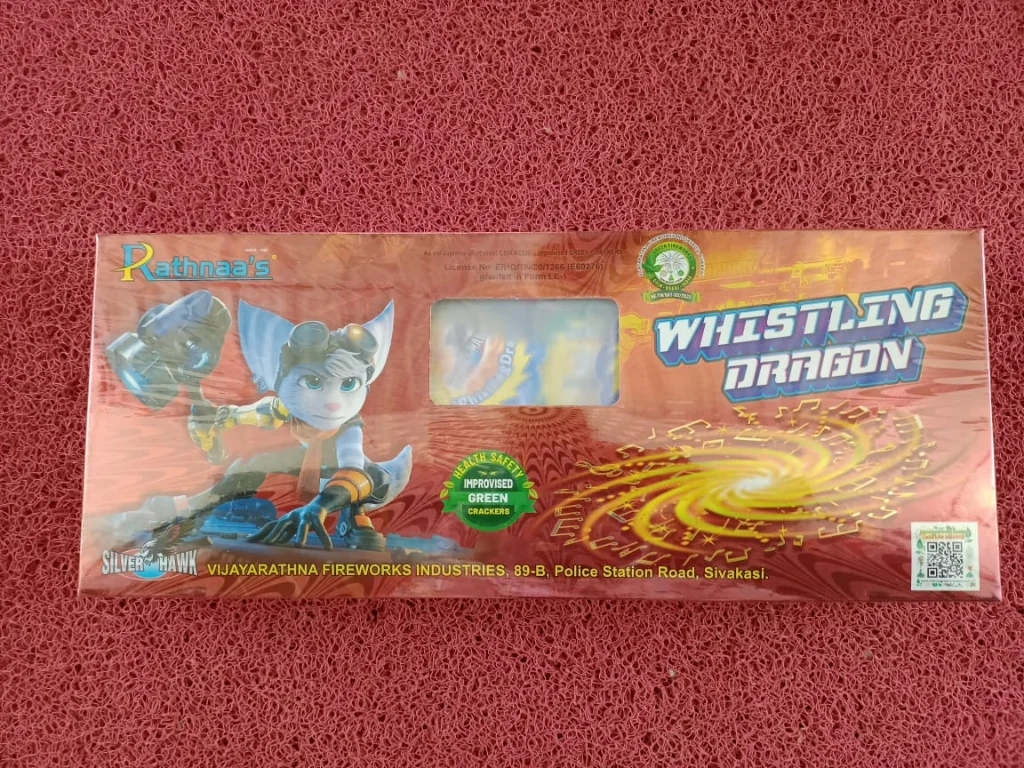 Rathnaa's
WHISTLING
DRAGON
HEALTH SAFETY
IMPROVISED
GREEN
CRACKERS
SILVER HAWK
VIJAYARATHNA FIREWORKS INDUSTRIES, 89-B, Police Station Road, Sivakasi.